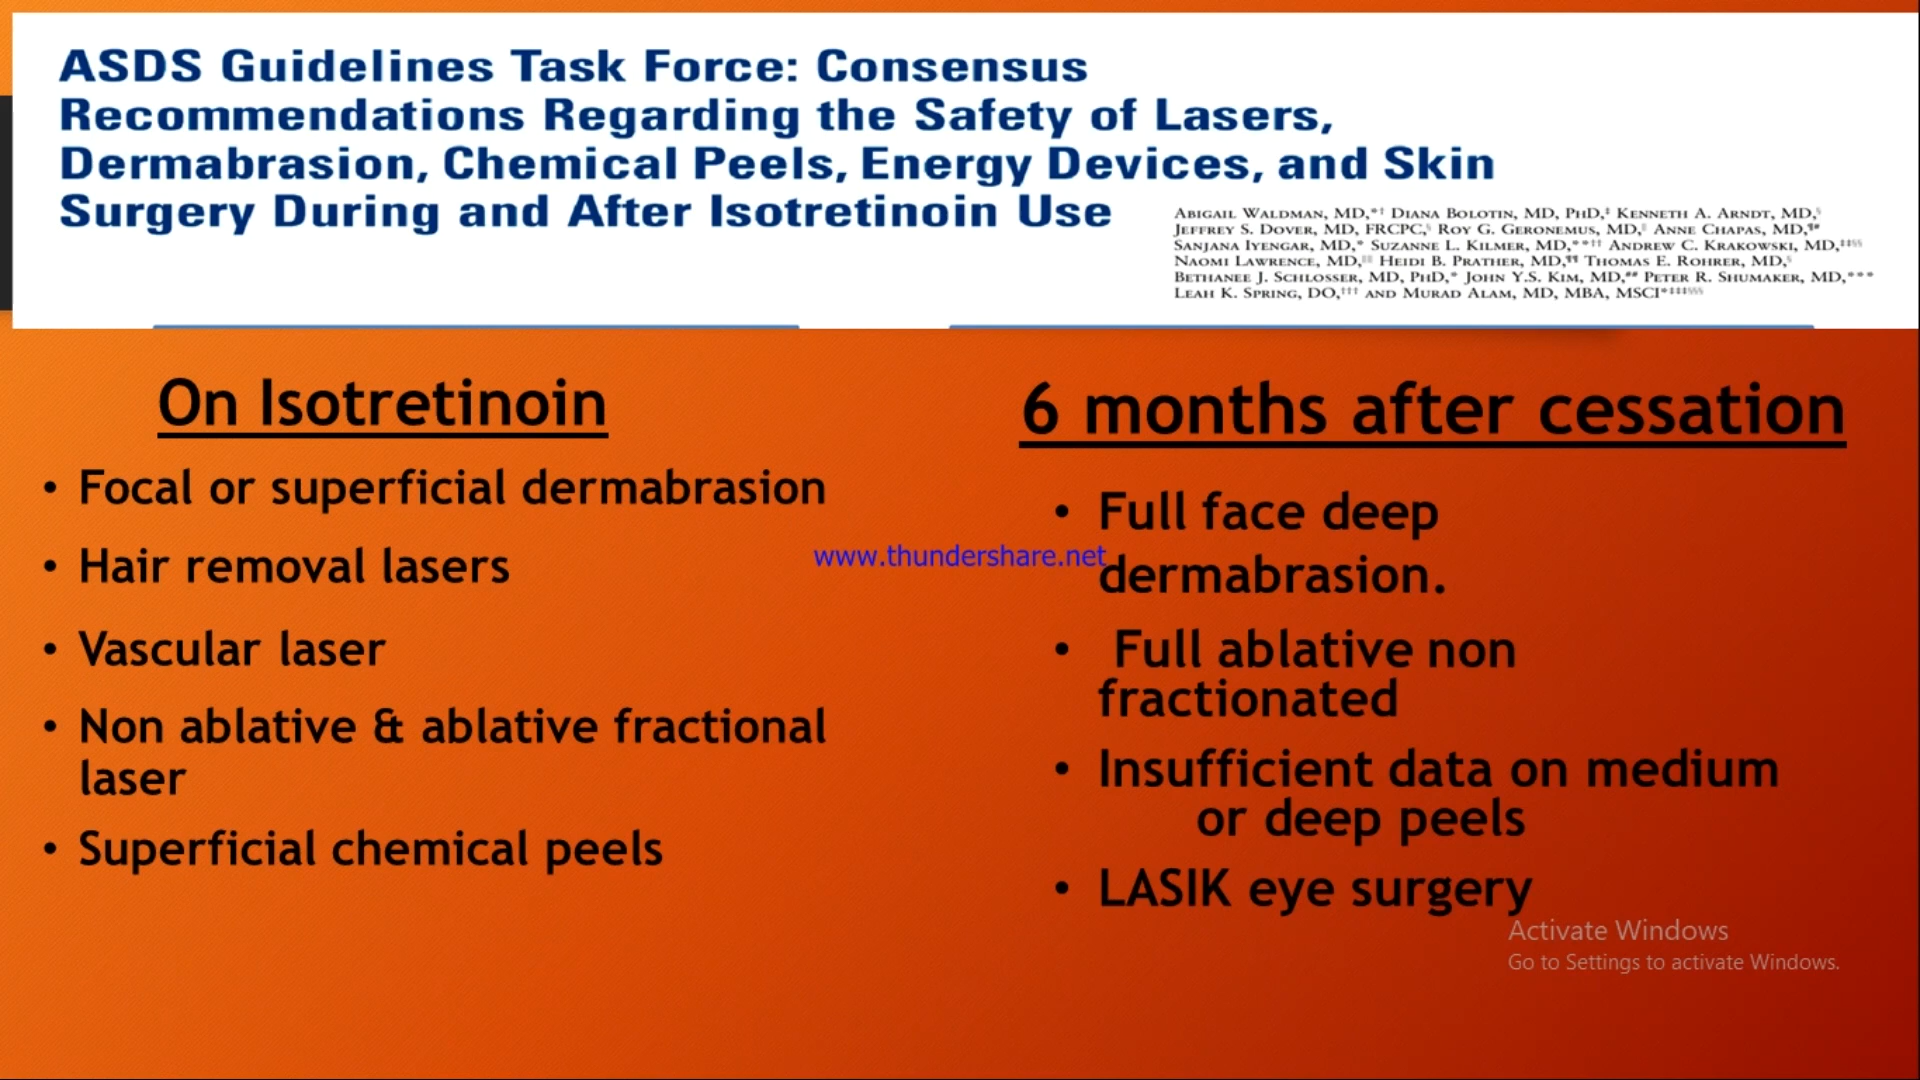 ASDS Guidelines Task Force: Consensus
Recommendations Regarding the Safety of Lasers,
Dermabrasion, Chemical Peels, Energy Devices, and Skin
Surgery During and After Isotretinoin Use
ABIGAIL WALDMAN, MD,*† DIANA BOLOTIN, MD, PHD,‡ KENNETH A. ARNDT, MD,§
JEFFREY S. DOVER, MD, FRCPC,§ ROY G. GERONEMUS, MD,‖ ANNE CHAPAS, MD,¶#
SANJANA IYENGAR, MD,* SUZANNE L. KILMER, MD,**†† ANDREW C. KRAKOWSKI, MD,‡‡§§
NAOMI LAWRENCE, MD,‖‖ HEIDI B. PRATHER, MD,¶¶ THOMAS E. ROHRER, MD,§
BETHANEE J. SCHLOSSER, MD, PHD,* JOHN Y.S. KIM, MD,## PETER R. SHUMAKER, MD,***
LEAH K. SPRING, DO,††† AND MURAD ALAM, MD, MBA, MSCI*‡‡‡§§§
On Isotretinoin
• Focal or superficial dermabrasion
• Hair removal lasers
• Vascular laser
• Non ablative & ablative fractional
laser
• Superficial chemical peels
www.thundershare.net
6 months after cessation
• Full face deep
dermabrasion.
• Full ablative non
fractionated
• Insufficient data on medium
or deep peels
• LASIK eye surgery
Activate Windows
Go to Settings to activate Windows.